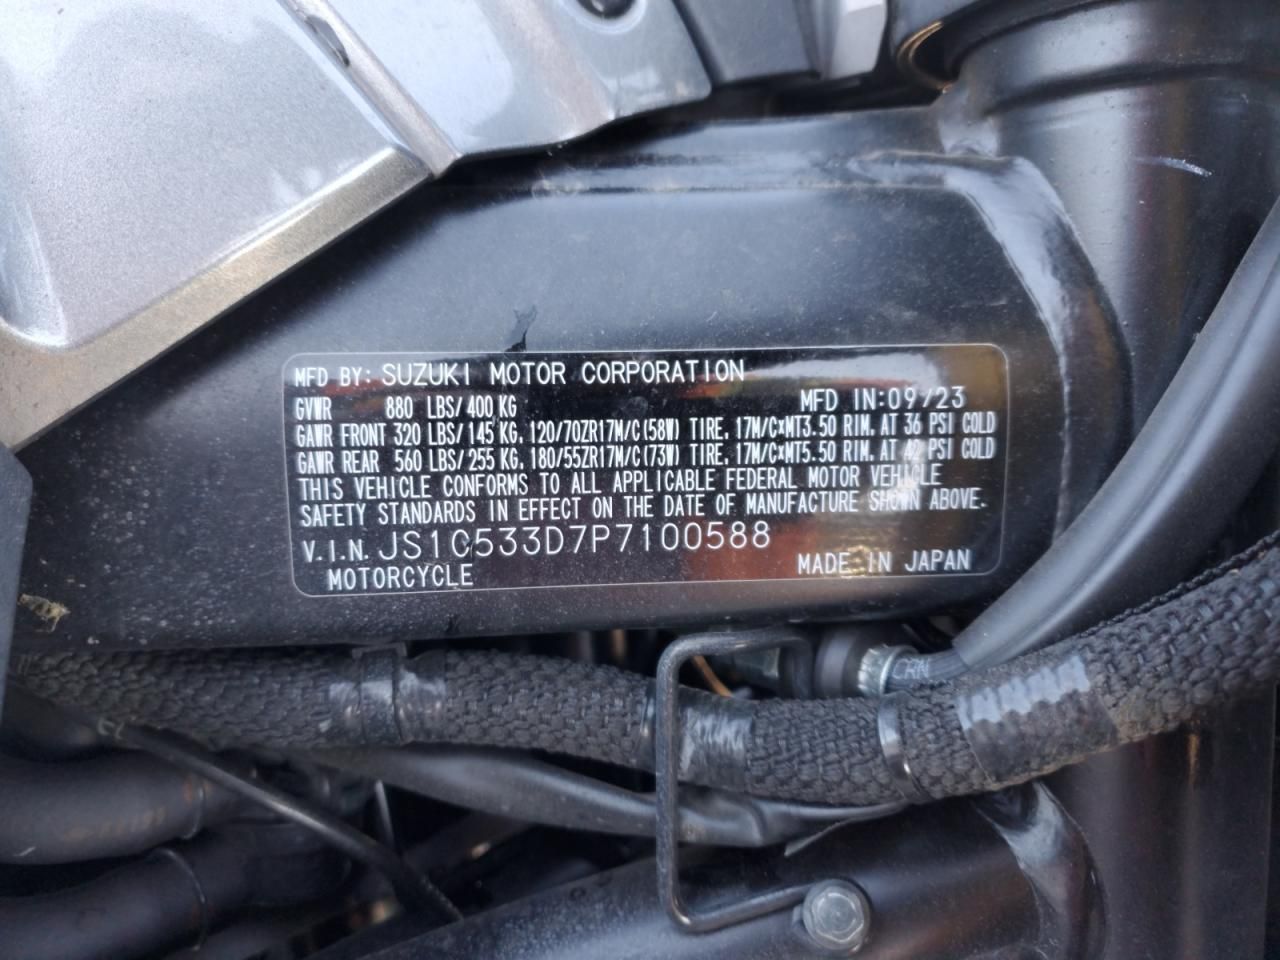 MFD BY: SUZUKI MOTOR CORPORATION
GVWR 880 LBS/400 KG MFD IN:09/23
GAWR FRONT 320 LBS/145 KG, 120/70ZR17M/C(58W) TIRE, 17M/C×MT3.50 RIM, AT 36 PSI COLD
GAWR REAR 560 LBS/255 KG, 180/55ZR17M/C(73W) TIRE, 17M/C×MT5.50 RIM, AT 42 PSI COLD
THIS VEHICLE CONFORMS TO ALL APPLICABLE FEDERAL MOTOR VEHICLE
SAFETY STANDARDS IN EFFECT ON THE DATE OF MANUFACTURE SHOWN ABOVE.
V.I.N. JS1C533D7P7100588
MOTORCYCLE MADE IN JAPAN